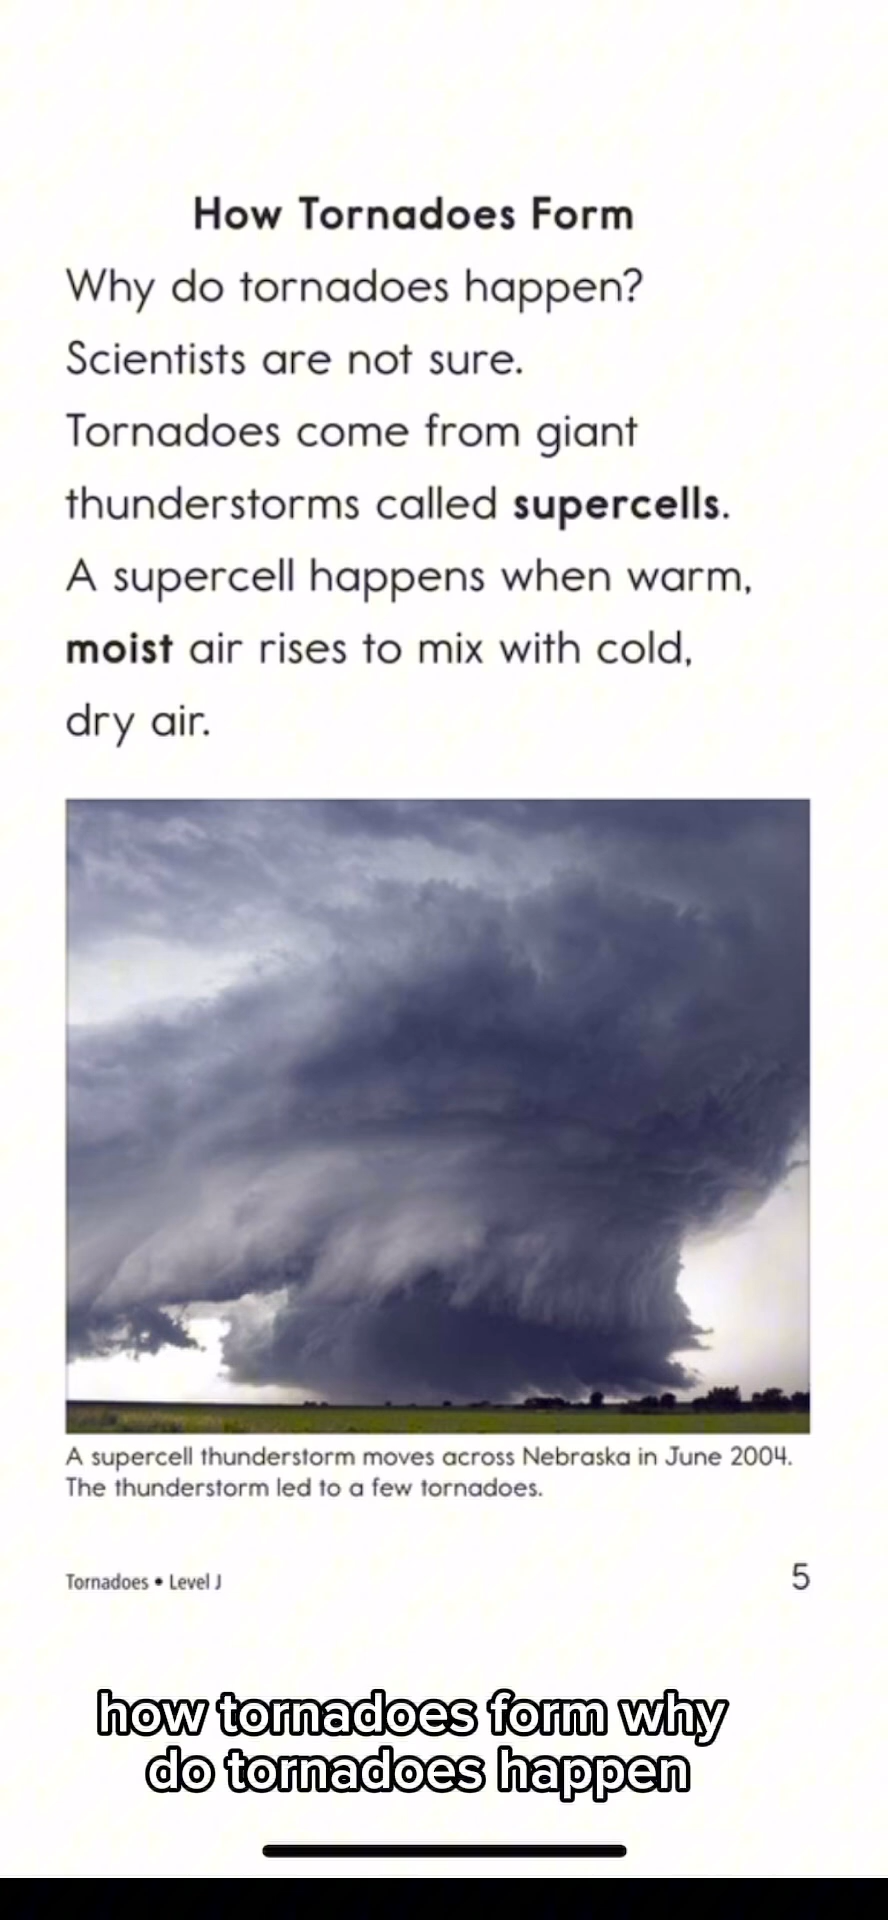 How Tornadoes Form
Why do tornadoes happen?
Scientists are not sure.
Tornadoes come from giant
thunderstorms called supercells.
A supercell happens when warm,
moist air rises to mix with cold,
dry air.
A supercell thunderstorm moves across Nebraska in June 2004.
The thunderstorm led to a few tornadoes.
Tornadoes • Level J
5
how tornadoes form why
do tornadoes happen